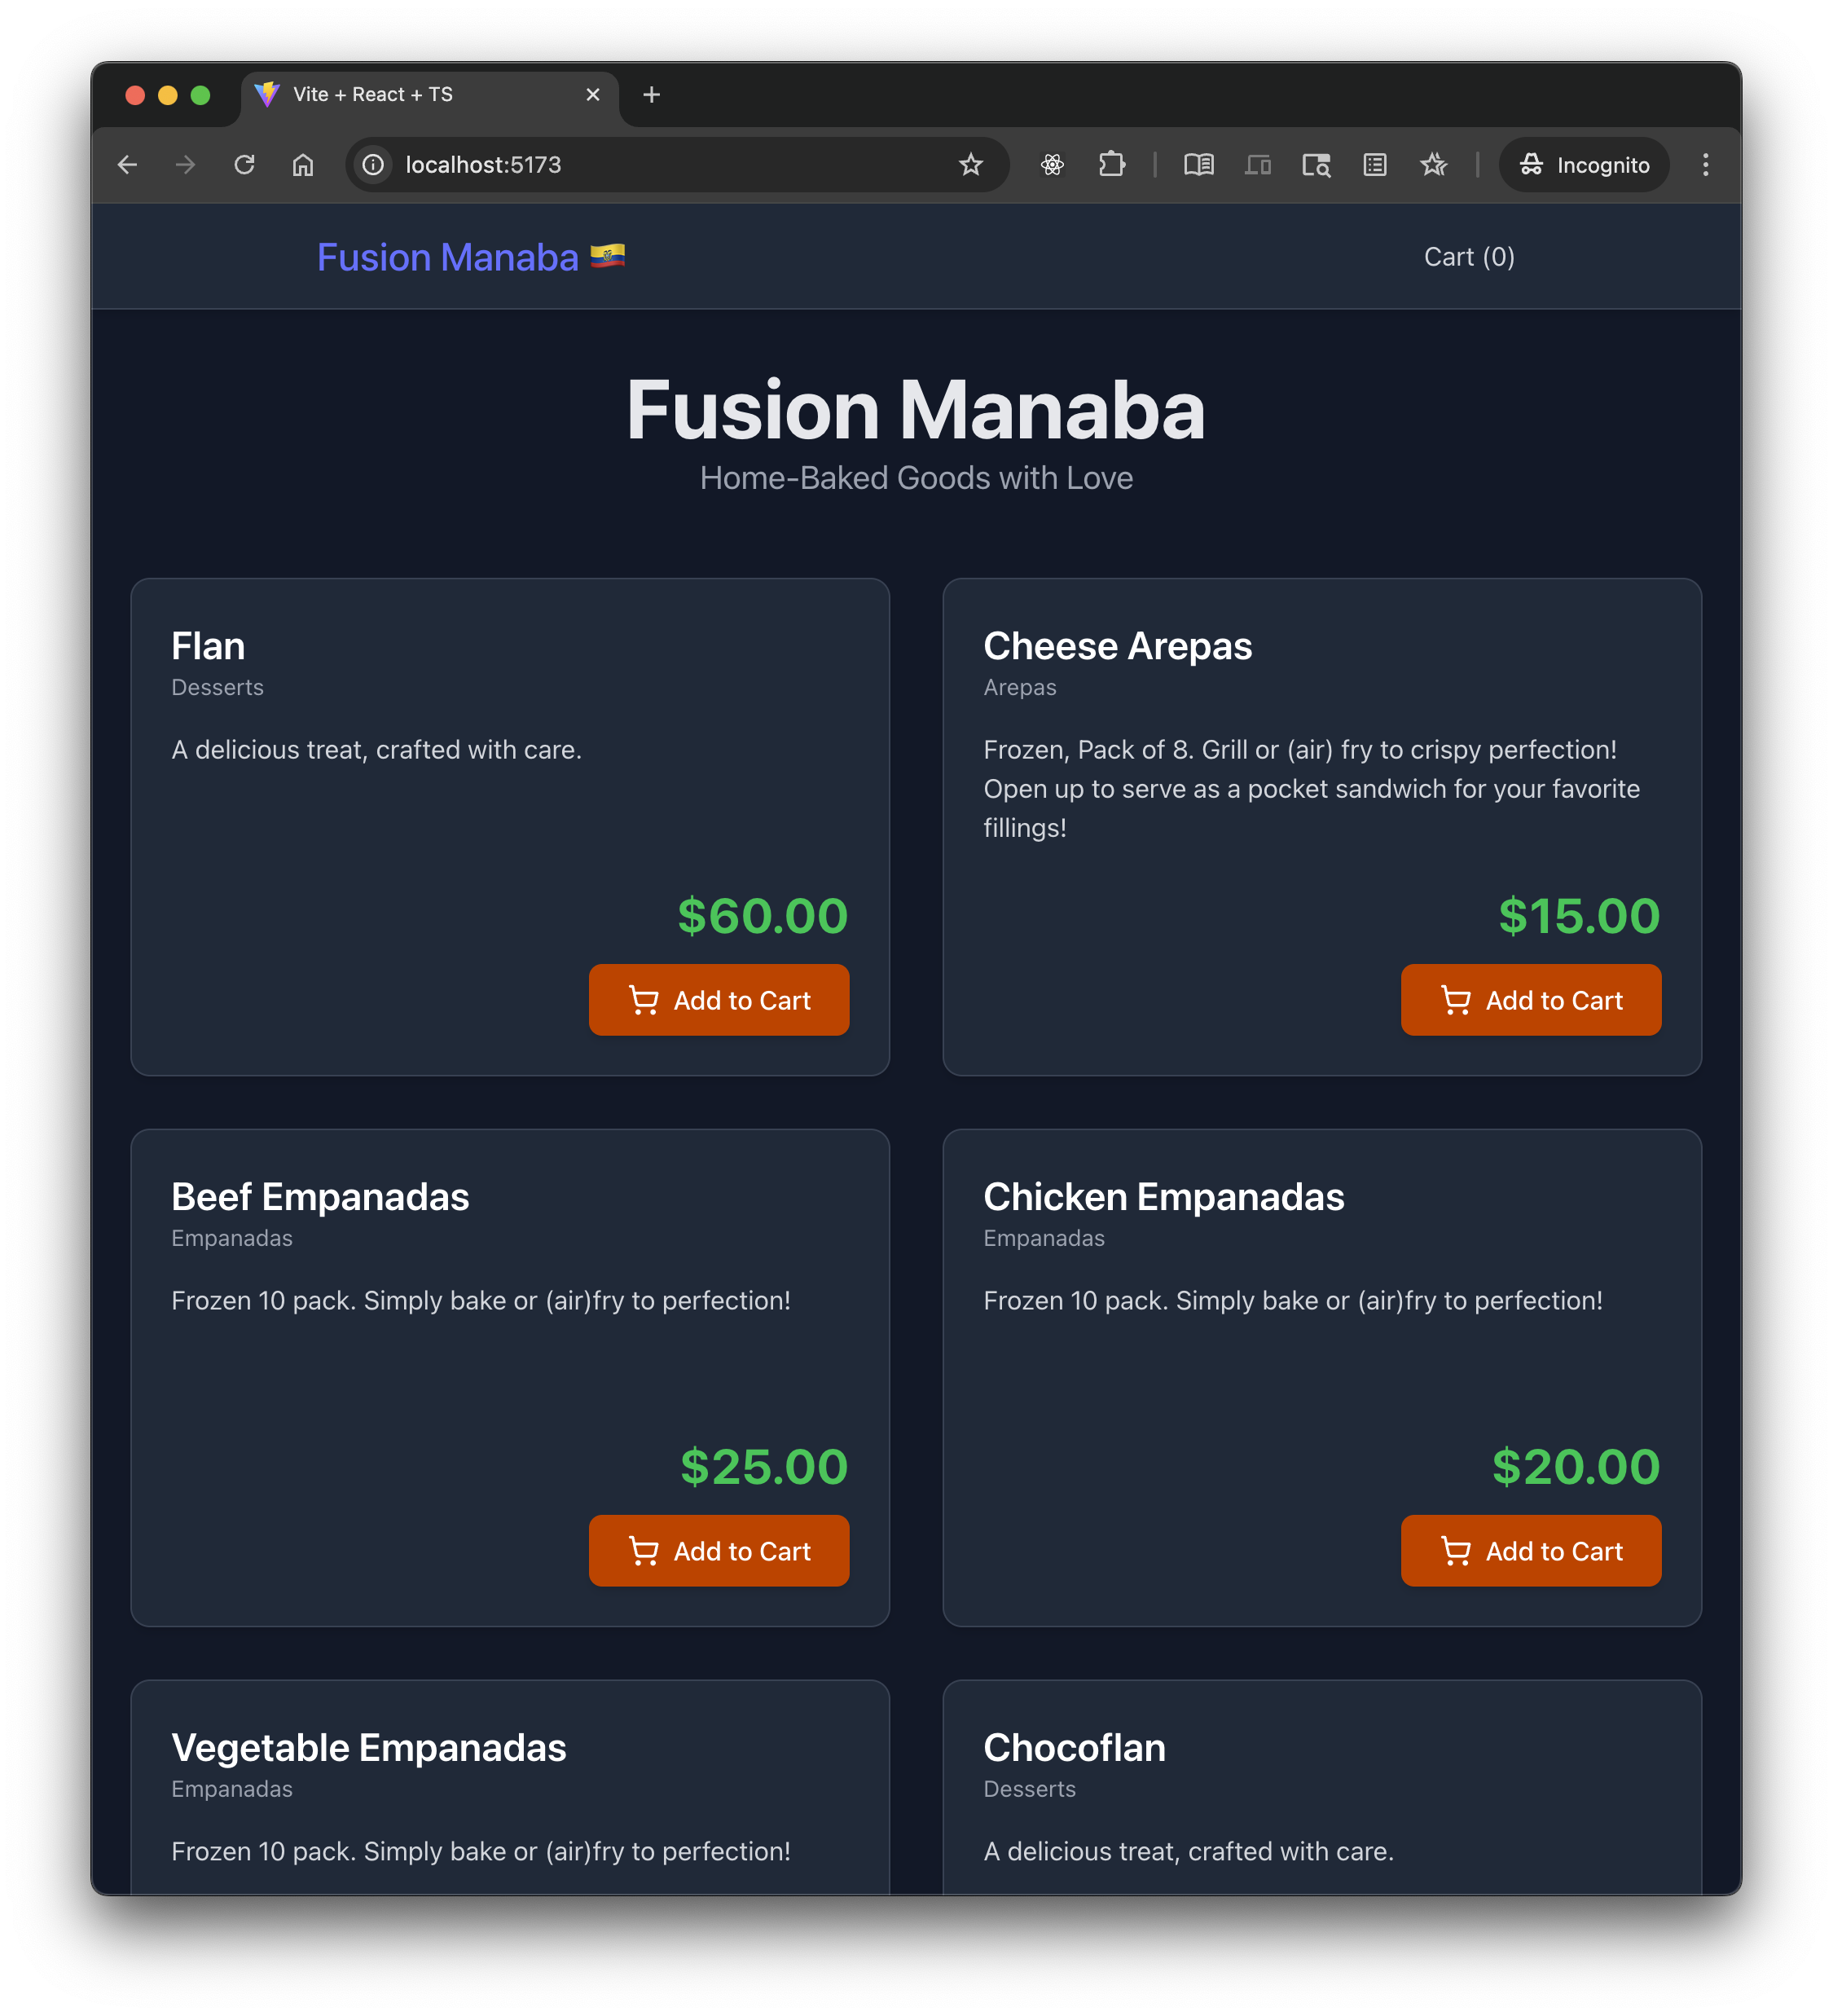 Vite + React + TS
localhost:5173
Incognito
Fusion Manaba 🇪🇨
Cart (0)
Fusion Manaba
Home-Baked Goods with Love
Flan
Desserts
A delicious treat, crafted with care.
$60.00
Add to Cart
Cheese Arepas
Arepas
Frozen, Pack of 8. Grill or (air) fry to crispy perfection!
Open up to serve as a pocket sandwich for your favorite
fillings!
$15.00
Add to Cart
Beef Empanadas
Empanadas
Frozen 10 pack. Simply bake or (air)fry to perfection!
$25.00
Add to Cart
Chicken Empanadas
Empanadas
Frozen 10 pack. Simply bake or (air)fry to perfection!
$20.00
Add to Cart
Vegetable Empanadas
Empanadas
Frozen 10 pack. Simply bake or (air)fry to perfection!
Chocoflan
Desserts
A delicious treat, crafted with care.